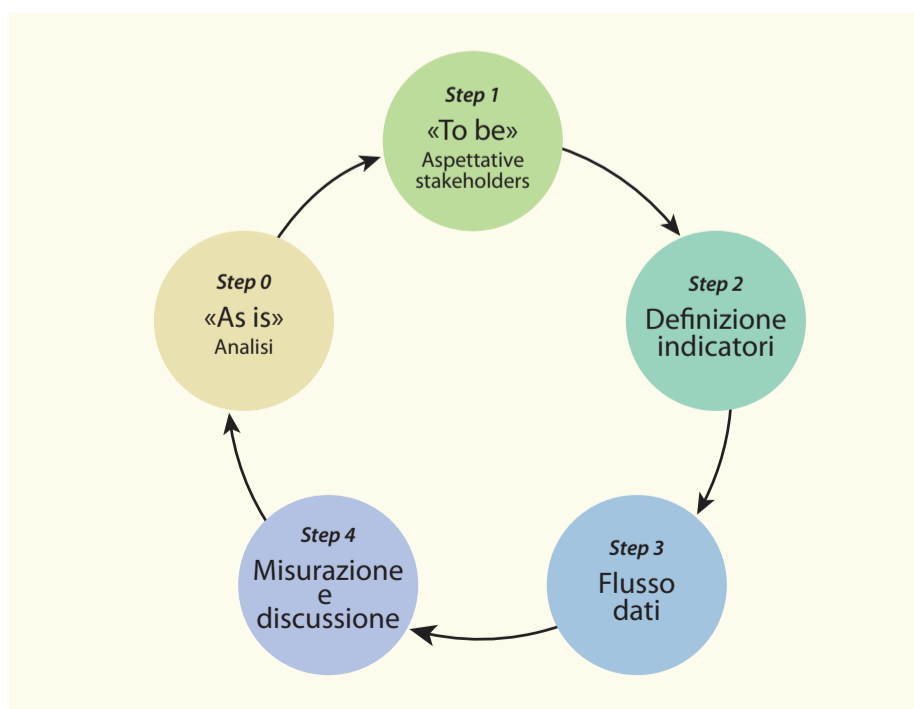 Step 0
«As is»
Analisi
Step 1
«To be»
Aspettative
stakeholders
Step 2
Definizione
indicatori
Step 3
Flusso
dati
Step 4
Misurazione
e
discussione